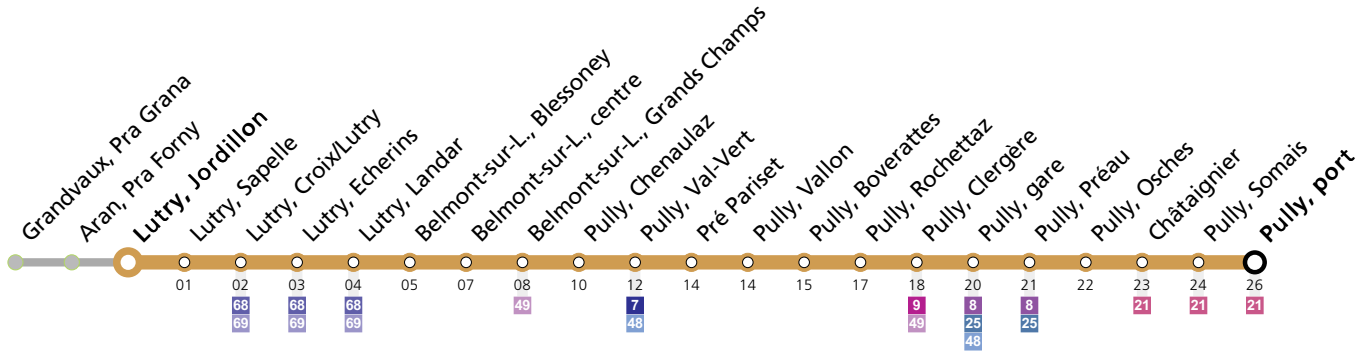 Grandvaux, Pra Grana
Aran, Pra Forny
Lutry, Jordillon
Lutry, Sapelle
Lutry, Croix/Lutry
Lutry, Echerins
Lutry, Landar
Belmont-sur-L., Blessoney
Belmont-sur-L., centre
Belmont-sur-L., Grands Champs
Pully, Chenaulaz
Pully, Val-Vert
Pré Pariset
Pully, Vallon
Pully, Boverattes
Pully, Rochettaz
Pully, Clergère
Pully, gare
Pully, Préau
Pully, Osches
Châtaignier
Pully, Somais
Pully, port
01 02 03 04 05 07 08 10 12 14 14 15 17 18 20 21 22 23 24 26
68 68 68 49 7 9 8 8 21 21 21
69 69 69 48 49 25 25
48